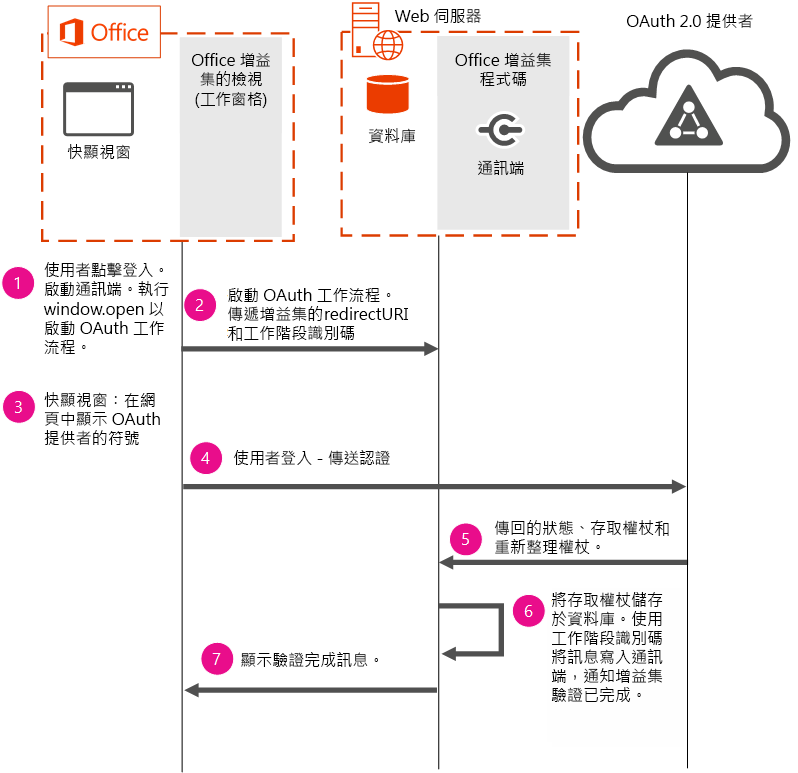 Office
Office 增益
集的檢視
(工作窗格)
快顯視窗
Web 伺服器
資料庫
Office 增益集
程式碼
通訊端
OAuth 2.0 提供者
1
使用者點擊登入。
啟動通訊端。執行
window.open 以
啟動 OAuth 工作
流程。
2
啟動 OAuth 工作流程。
傳遞增益集的redirectURI
和工作階段識別碼
3
快顯視窗：在網
頁中顯示 OAuth
提供者的符號
4
使用者登入 - 傳送認證
5
傳回的狀態、存取權杖和
重新整理權杖。
6
將存取權杖儲存
於資料庫。使用
工作階段識別碼
將訊息寫入通訊
端，通知增益集
驗證已完成。
7
顯示驗證完成訊息。